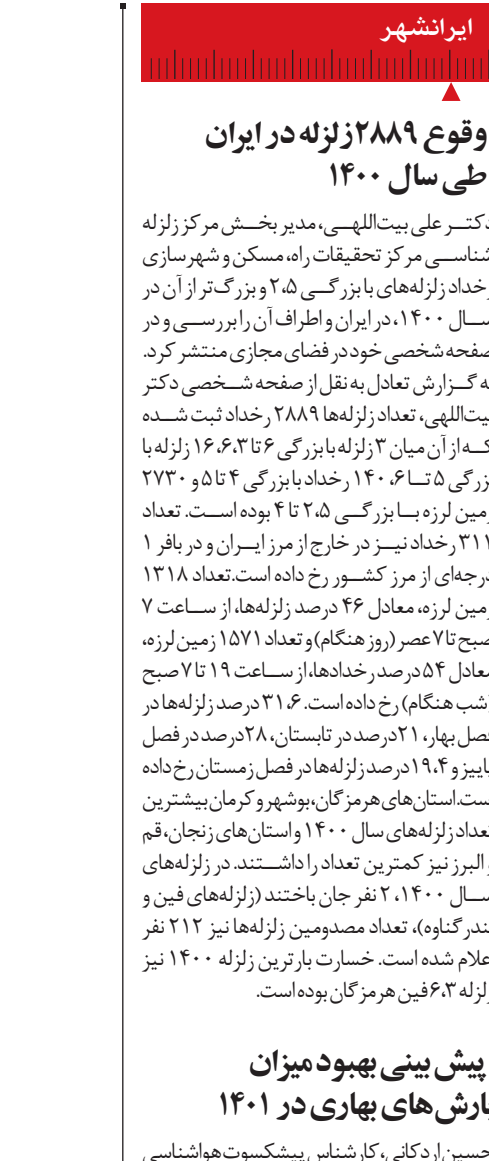 ایرانشهر
وقوع ۲۸۸۹ زلزله در ایران
طی سال ۱۴۰۰
دکتر علی بیت‌اللهی، مدیر بخش مرکز زلزله
شناسی مرکز تحقیقات راه، مسکن و شهرسازی
رخداد زلزله‌های با بزرگی ۲٫۵ و بزرگ‌تر از آن در
سال ۱۴۰۰، در ایران و اطراف آن را بررسی و در
صفحه شخصی خود در فضای مجازی منتشر کرد.
به گزارش تعادل به نقل از صفحه شخصی دکتر
بیت‌اللهی، تعداد زلزله‌ها ۲۸۸۹ رخداد ثبت شده
که از آن میان ۳ زلزله با بزرگی ۶ تا ۶٫۳، ۱۶ زلزله با
بزرگی ۵ تا ۶، ۱۴۰ رخداد با بزرگی ۴ تا ۵ و ۲۷۳۰
زمین لرزه با بزرگی ۲٫۵ تا ۴ بوده است. تعداد
۳۱۱ رخداد نیز در خارج از مرز ایران و در بافر ۱
درجه‌ای از مرز کشور رخ داده است.تعداد ۱۳۱۸
زمین لرزه، معادل ۴۶ درصد زلزله‌ها، از ساعت ۷
صبح تا ۷ عصر (روز هنگام) و تعداد ۱۵۷۱ زمین لرزه،
معادل ۵۴ درصد رخدادها، از ساعت ۱۹ تا ۷ صبح
(شب هنگام) رخ داده است. ۳۱٫۶ درصد زلزله‌ها در
فصل بهار، ۲۱ درصد در تابستان، ۲۸ درصد در فصل
پاییز و ۱۹٫۴ درصد زلزله‌ها در فصل زمستان رخ داده
است.استان‌های هرمزگان، بوشهر و کرمان بیشترین
تعداد زلزله‌های سال ۱۴۰۰ و استان‌های زنجان، قم
و البرز نیز کمترین تعداد را داشتند. در زلزله‌های
سال ۱۴۰۰، ۲ نفر جان باختند (زلزله‌های فین و
بندر گناوه)، تعداد مصدومین زلزله‌ها نیز ۲۱۲ نفر
اعلام شده است. خسارت بارترین زلزله ۱۴۰۰ نیز
زلزله ۶٫۳ فین هرمزگان بوده است.
پیش بینی بهبود میزان
بارش‌های بهاری در ۱۴۰۱
حسین اردکانی، کارشناس پیشکسوت هواشناسی